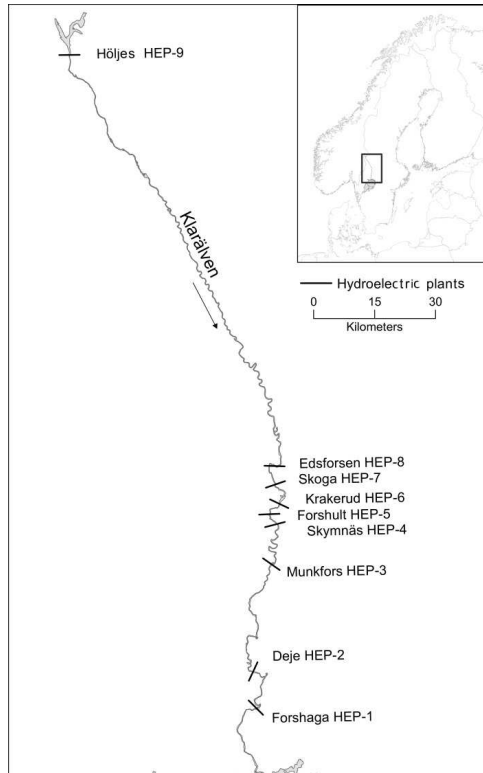 Höljes HEP-9
Klarälven
Hydroelectric plants
0 15 30
Kilometers
Edsforsen HEP-8
Skoga HEP-7
Krakerud HEP-6
Forshult HEP-5
Skymnäs HEP-4
Munkfors HEP-3
Deje HEP-2
Forshaga HEP-1